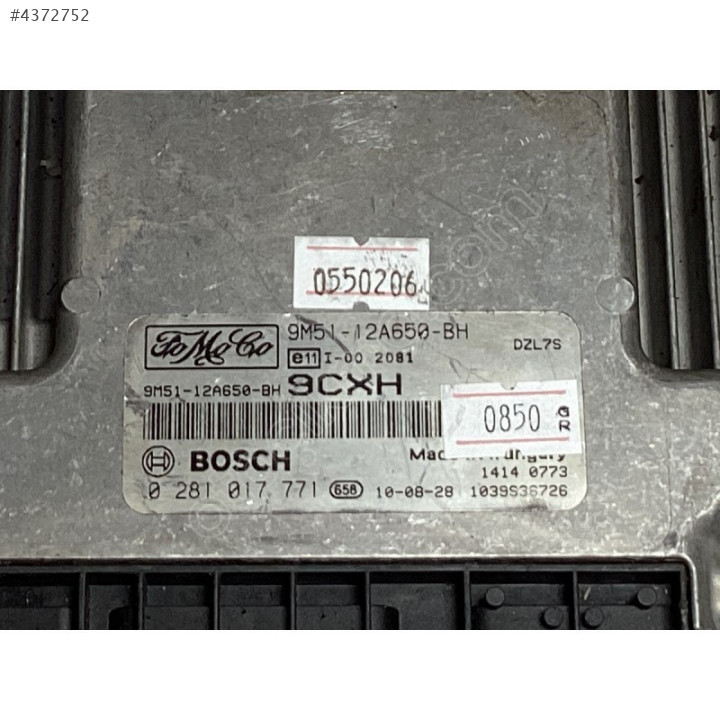 #4372752
0550206
FoMoCo
9M51-12A650-BH
DZL7S
e11 I-00 2081
9M51-12A650-BH 9CXH
0850 GR
BOSCH
1414 0773
0 281 017 771 658 10-08-28 1039S36726